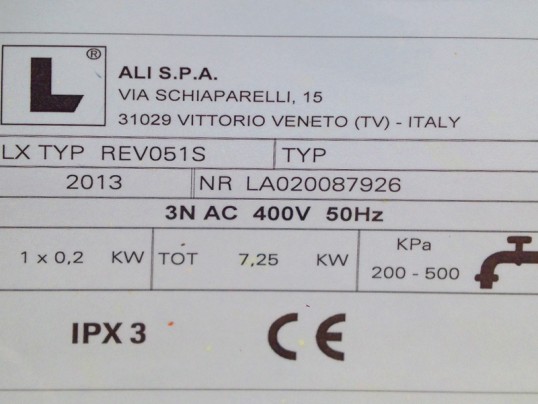 L ®
ALI S.P.A.
VIA SCHIAPARELLI, 15
31029 VITTORIO VENETO (TV) - ITALY
LX TYP REV051S TYP
2013 NR LA020087926
3N AC 400V 50Hz
1 x 0,2 KW TOT 7,25 KW KPa
200 - 500
IPX 3 CE